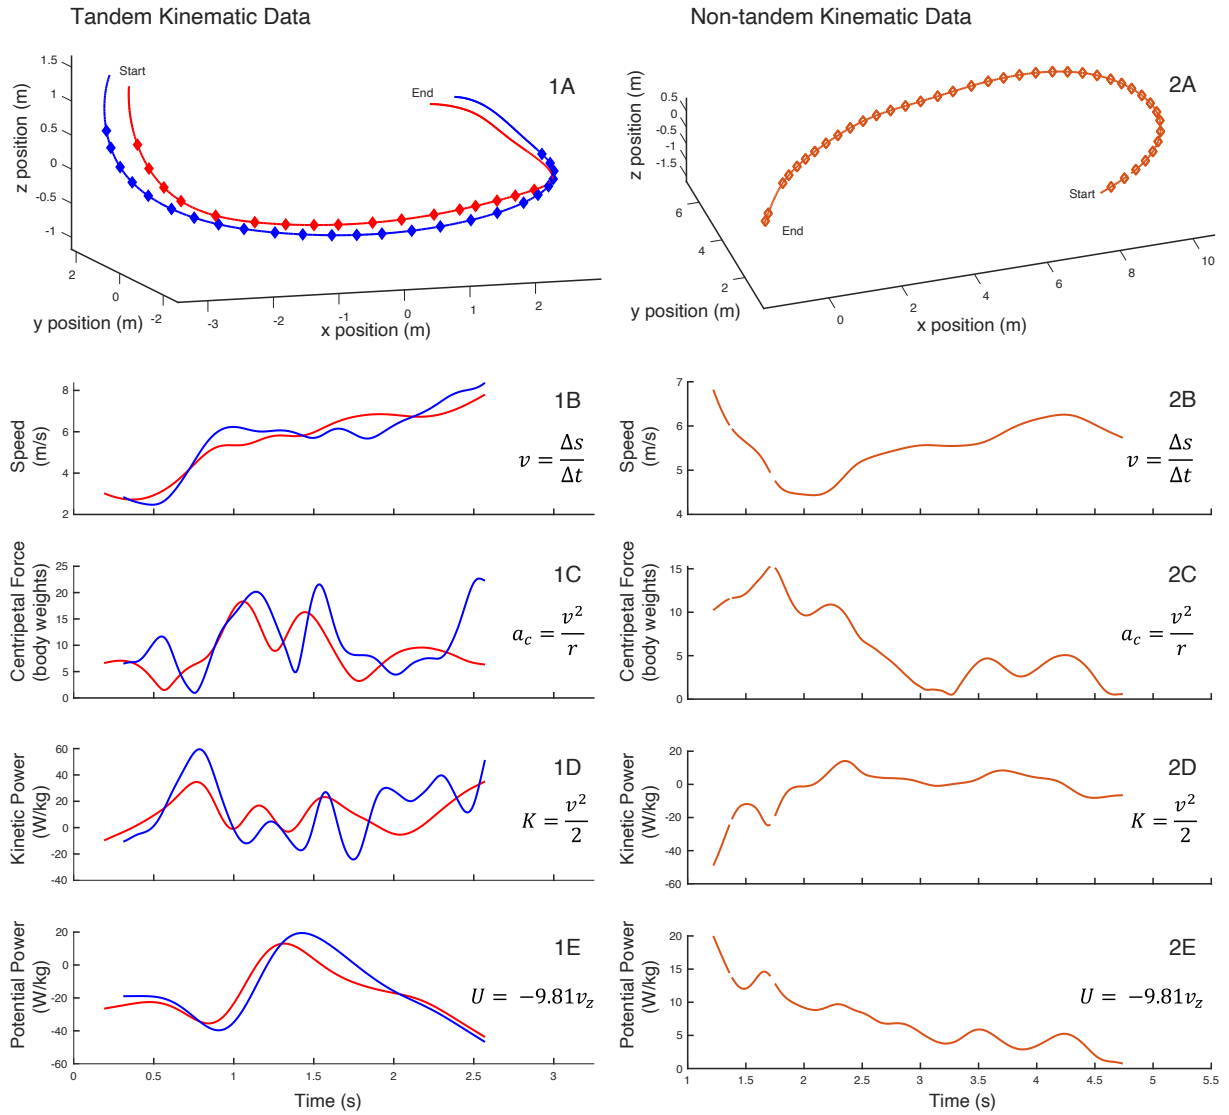 Tandem Kinematic Data
Non-tandem Kinematic Data
1A
Start
End
z position (m)
1.5
1
0.5
0
-0.5
-1
y position (m)
2
0
-2
x position (m)
-3
-2
-1
0
1
2
2A
Start
End
z position (m)
0.5
0
-0.5
-1
-1.5
y position (m)
6
4
2
x position (m)
0
2
4
6
8
10
1B
Speed
(m/s)
8
6
4
2
v = Δs/Δt
2B
Speed
(m/s)
7
6
5
4
v = Δs/Δt
1C
Centripetal Force
(body weights)
25
20
15
10
5
0
a_c = v²/r
2C
Centripetal Force
(body weights)
15
10
5
0
a_c = v²/r
1D
Kinetic Power
(W/kg)
60
40
20
0
-20
-40
K = v²/2
2D
Kinetic Power
(W/kg)
20
0
-20
-40
-60
K = v²/2
1E
Potential Power
(W/kg)
20
0
-20
-40
-60
U = −9.81v_z
0
0.5
1
1.5
2
2.5
3
Time (s)
2E
Potential Power
(W/kg)
20
15
10
5
0
U = −9.81v_z
1
1.5
2
2.5
3
3.5
4
4.5
5
5.5
Time (s)